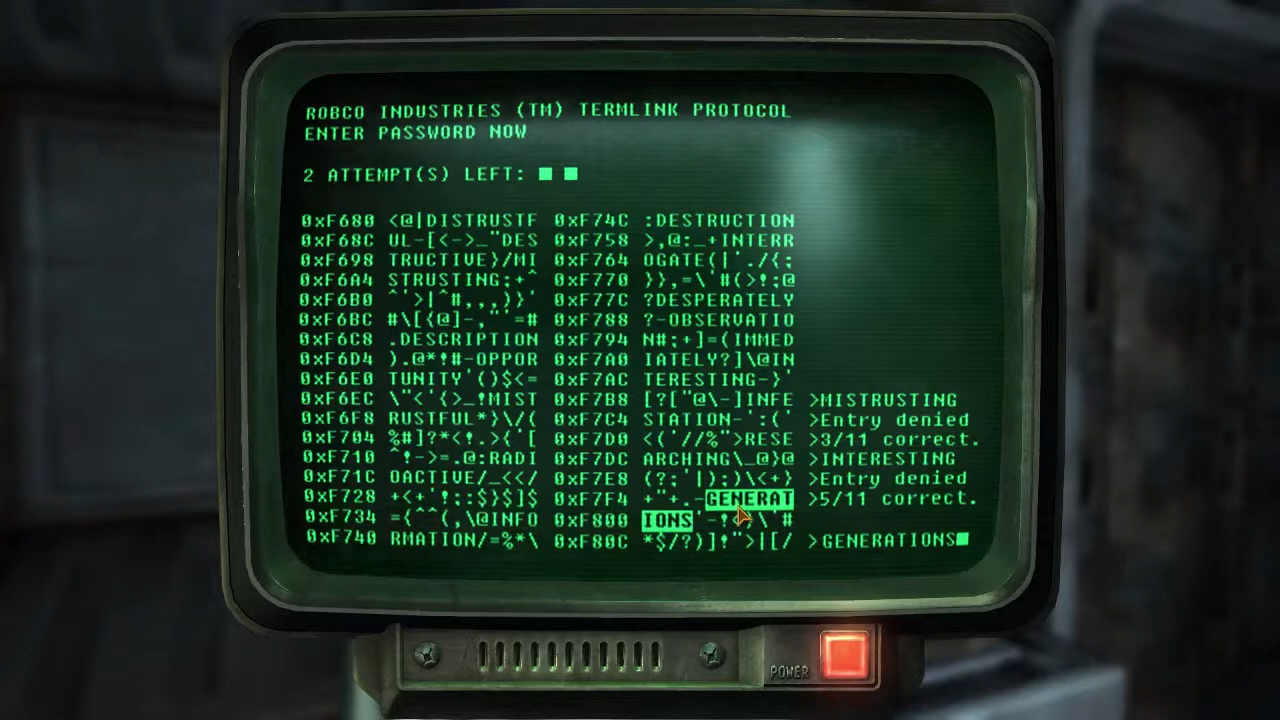 ROBCO INDUSTRIES (TM) TERMLINK PROTOCOL
ENTER PASSWORD NOW
2 ATTEMPT(S) LEFT: ■ ■
0xF680 <@|DISTRUSTF 0xF74C :DESTRUCTION
0xF68C UL-[<->_"DES 0xF758 >,@:_+INTERR
0xF698 TRUCTIVE}/MI 0xF764 OGATE(|'./{;
0xF6A4 STRUSTING;+^ 0xF770 }},=\'#(>!;@
0xF6B0 ^'>|^#,,,)}' 0xF77C ?DESPERATELY
0xF6BC #\[{@]-,"'=# 0xF788 ?-OBSERVATIO
0xF6C8 .DESCRIPTION 0xF794 N#;+]=(IMMED
0xF6D4 ).@*!#-OPPOR 0xF7A0 IATELY?]\@IN
0xF6E0 TUNITY'()$<= 0xF7AC TERESTING-}'
0xF6EC \"<'{>_!MIST 0xF7B8 [?["@\-]INFE >MISTRUSTING
0xF6F8 RUSTFUL*}\/( 0xF7C4 STATION-':(' >Entry denied
0xF704 %#]?*<!.>{'[ 0xF7D0 <('//%">RESE >3/11 correct.
0xF710 ^!->=.@:RADI 0xF7DC ARCHING\_@}@ >INTERESTING
0xF71C OACTIVE/_<</ 0xF7E8 (?;'|);)\<+} >Entry denied
0xF728 +<+'!::$}$]$ 0xF7F4 +"+.-GENERAT >5/11 correct.
0xF734 ={^^(,\@INFO 0xF800 IONS'-!<}\'#
0xF740 RMATION/=%*\ 0xF80C *$/?)]!">|[/ >GENERATIONS■
POWER